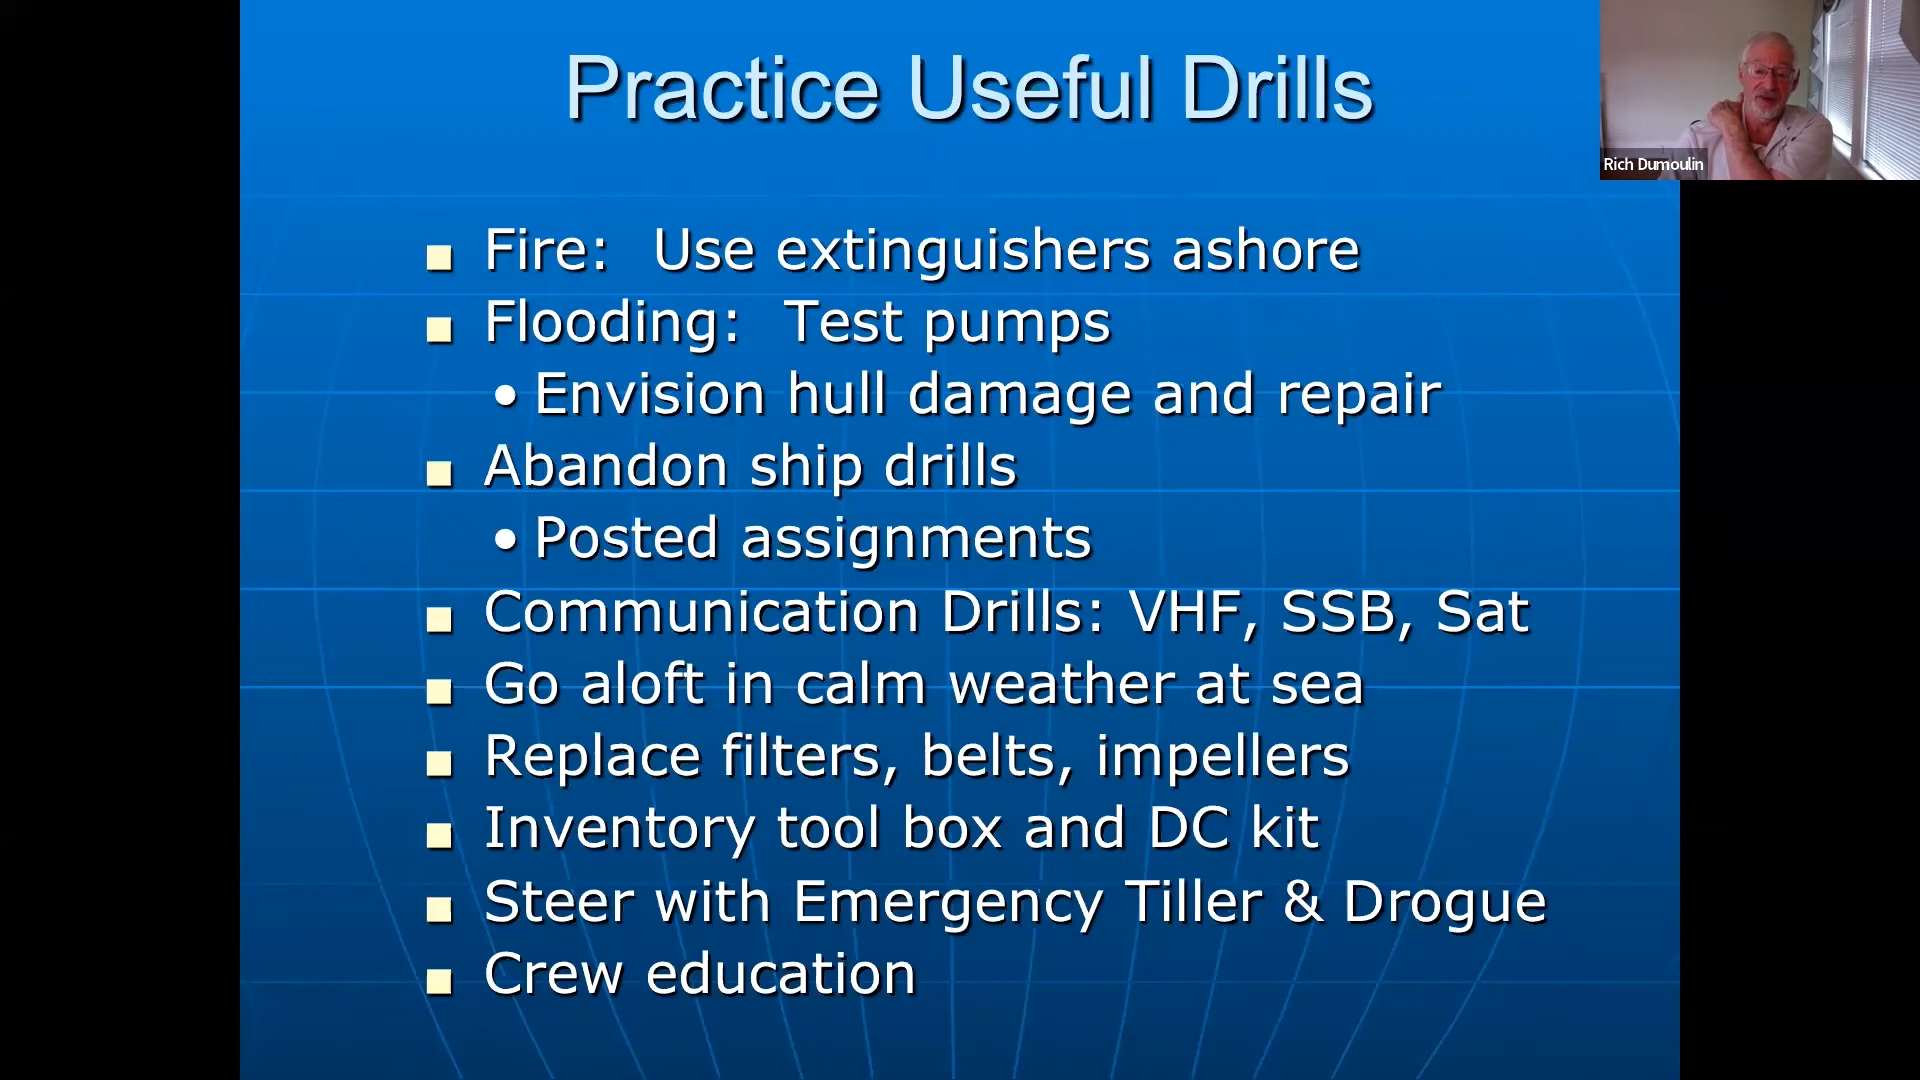 Practice Useful Drills
Rich Dumoulin
Fire: Use extinguishers ashore
Flooding: Test pumps
Envision hull damage and repair
Abandon ship drills
Posted assignments
Communication Drills: VHF, SSB, Sat
Go aloft in calm weather at sea
Replace filters, belts, impellers
Inventory tool box and DC kit
Steer with Emergency Tiller & Drogue
Crew education